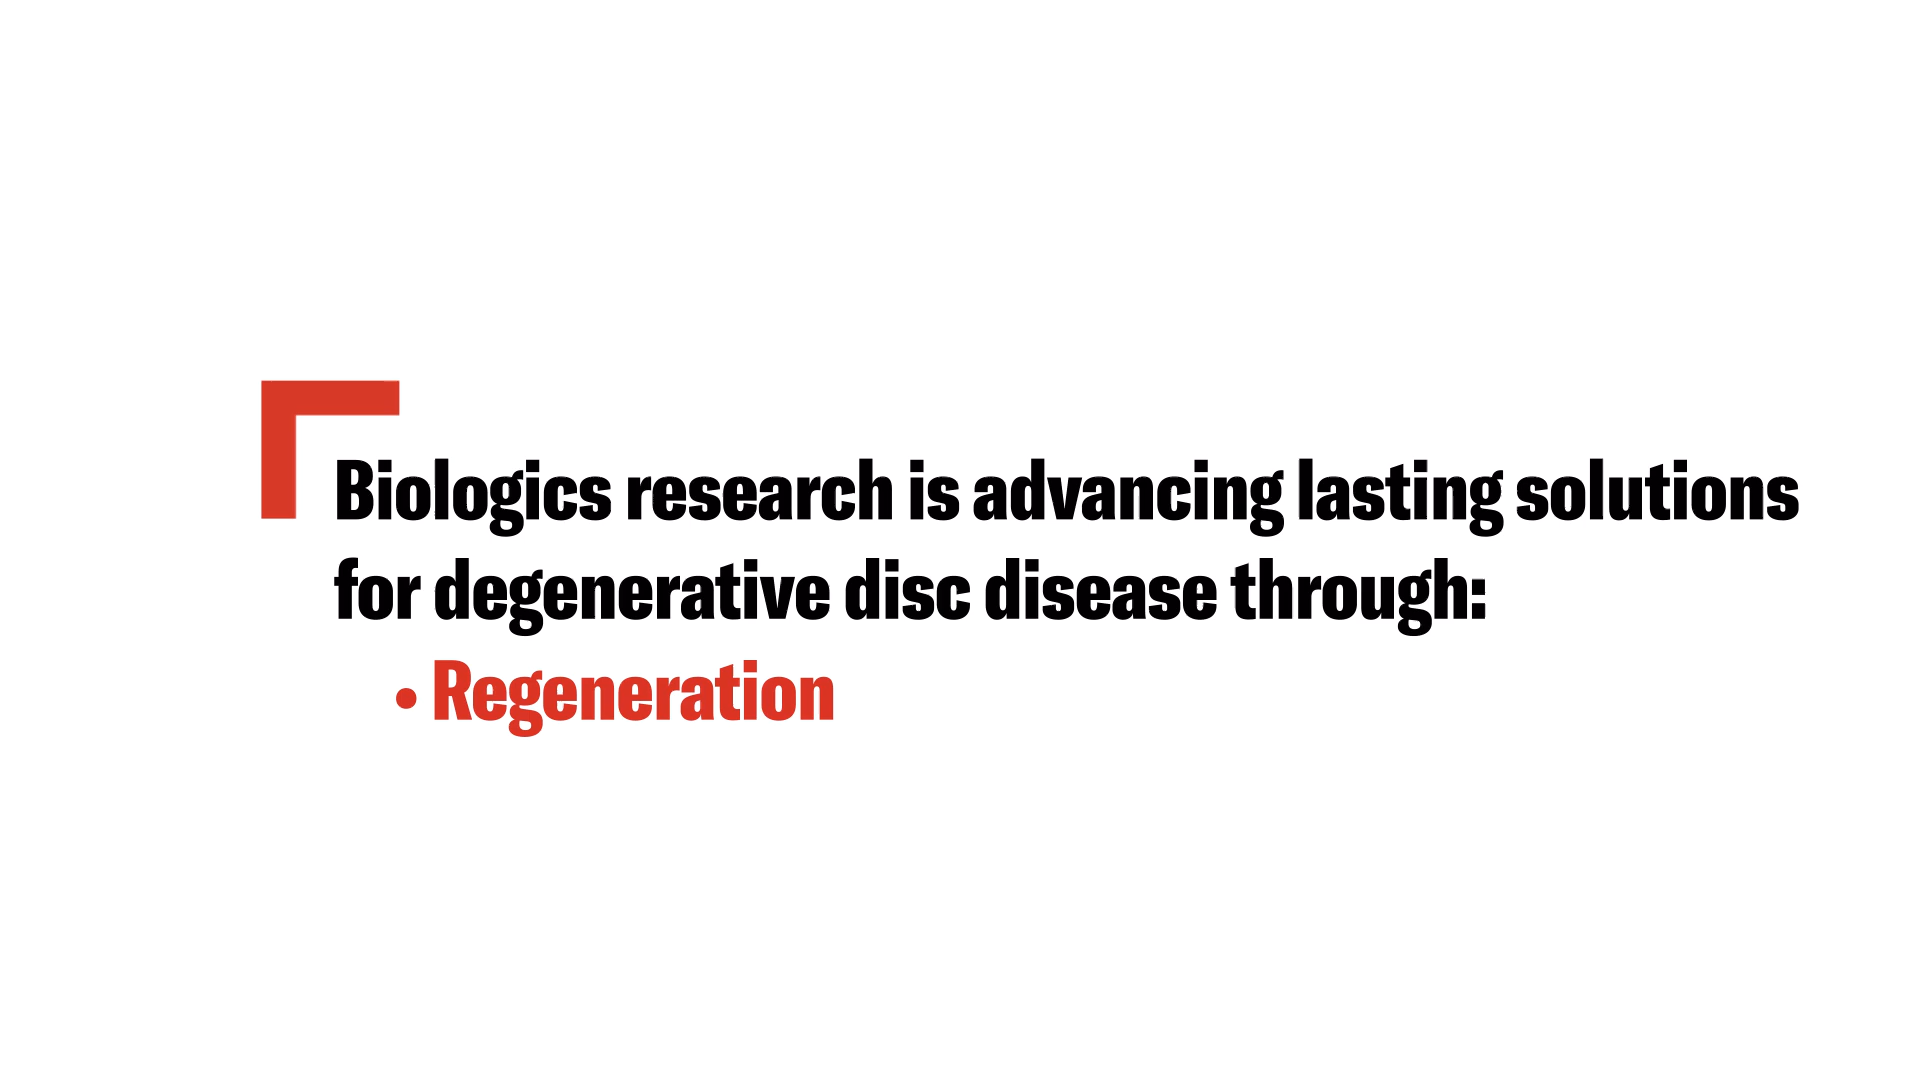 Biologics research is advancing lasting solutions
for degenerative disc disease through:
• Regeneration